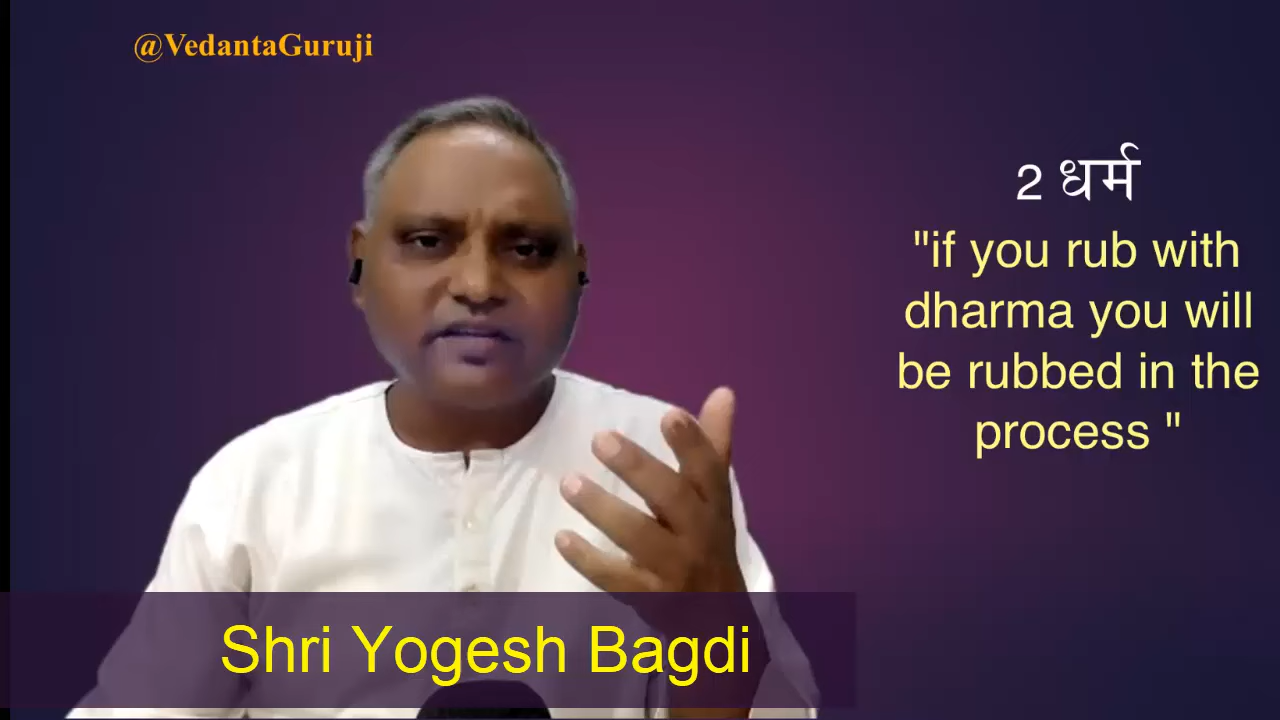 @VedantaGuruji
2 धर्म
"if you rub with
dharma you will
be rubbed in the
process "
Shri Yogesh Bagdi